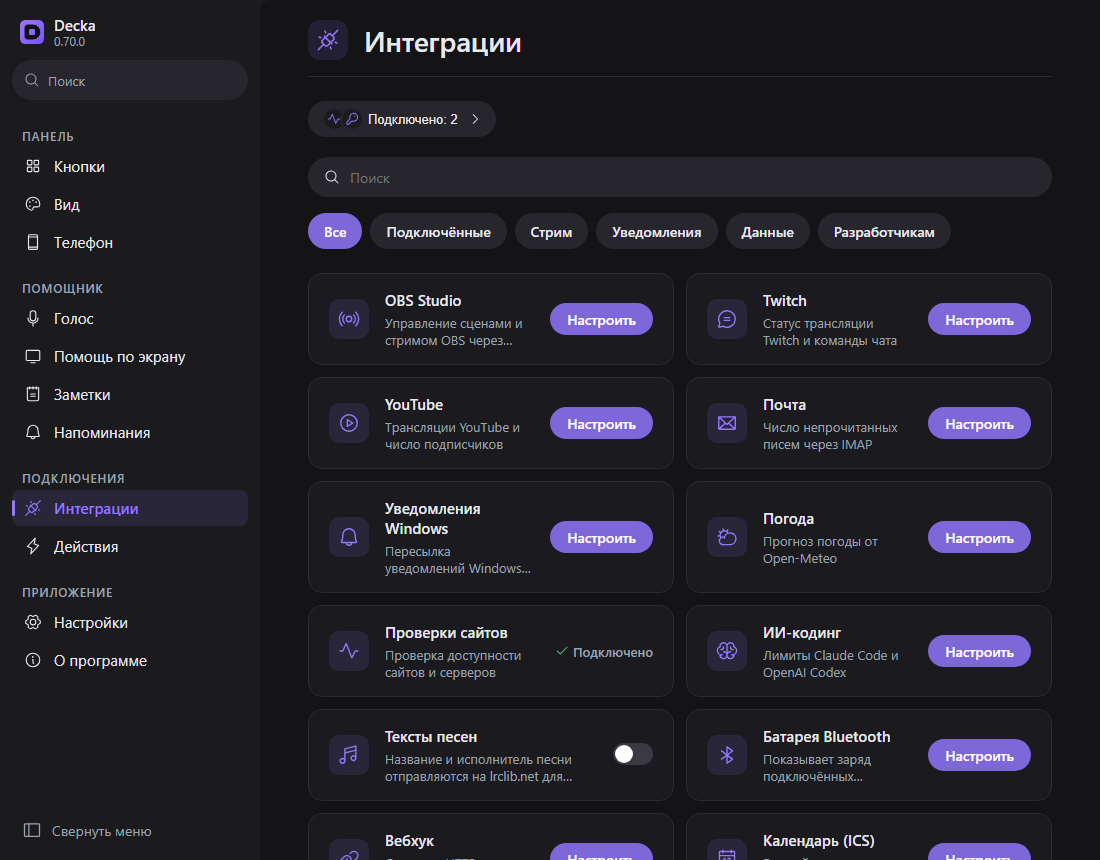 Decka
0.70.0
Поиск
ПАНЕЛЬ
Кнопки
Вид
Телефон
ПОМОЩНИК
Голос
Помощь по экрану
Заметки
Напоминания
ПОДКЛЮЧЕНИЯ
Интеграции
Действия
ПРИЛОЖЕНИЕ
Настройки
О программе
Свернуть меню
Интеграции
Подключено: 2
Поиск
Все
Подключённые
Стрим
Уведомления
Данные
Разработчикам
OBS Studio
Управление сценами и
стримом OBS через...
Настроить
Twitch
Статус трансляции
Twitch и команды чата
Настроить
YouTube
Трансляции YouTube и
число подписчиков
Настроить
Почта
Число непрочитанных
писем через IMAP
Настроить
Уведомления
Windows
Пересылка
уведомлений Windows...
Настроить
Погода
Прогноз погоды от
Open-Meteo
Настроить
Проверки сайтов
Проверка доступности
сайтов и серверов
Подключено
ИИ-кодинг
Лимиты Claude Code и
OpenAI Codex
Настроить
Тексты песен
Название и исполнитель песни
отправляются на lrclib.net для...
Батарея Bluetooth
Показывает заряд
подключённых...
Настроить
Вебхук
Настроить
Календарь (ICS)
Настроить